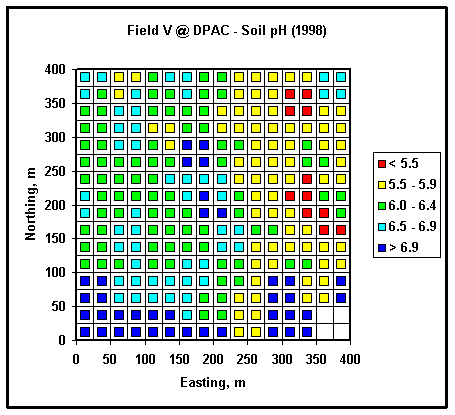 Field V @ DPAC - Soil pH (1998)
400
350
300
250
200
150
100
50
0
Northing, m
0 50 100 150 200 250 300 350 400
Easting, m
< 5.5
5.5 - 5.9
6.0 - 6.4
6.5 - 6.9
> 6.9